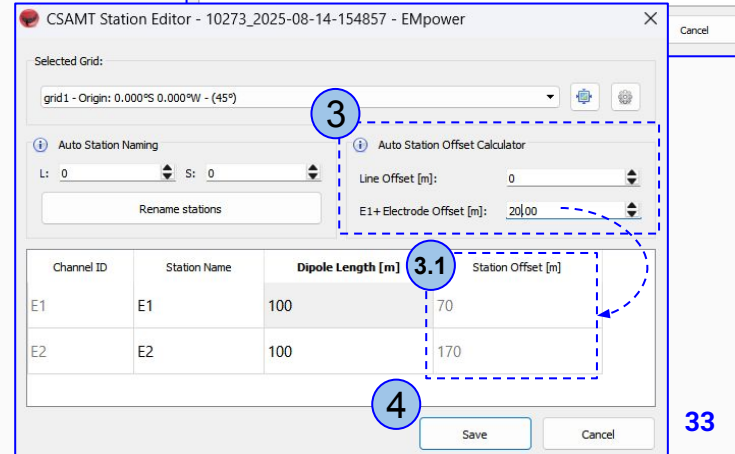 CSAMT Station Editor - 10273_2025-08-14-154857 - EMpower
Cancel
Selected Grid:
grid1 - Origin: 0.000°S 0.000°W - (45°)
3
Auto Station Naming
Auto Station Offset Calculator
L: 0 S: 0
Line Offset [m]: 0
Rename stations
E1+ Electrode Offset [m]: 20.00
Channel ID Station Name Dipole Length [m] 3.1 Station Offset [m]
E1 E1 100 70
E2 E2 100 170
4
Save Cancel
33